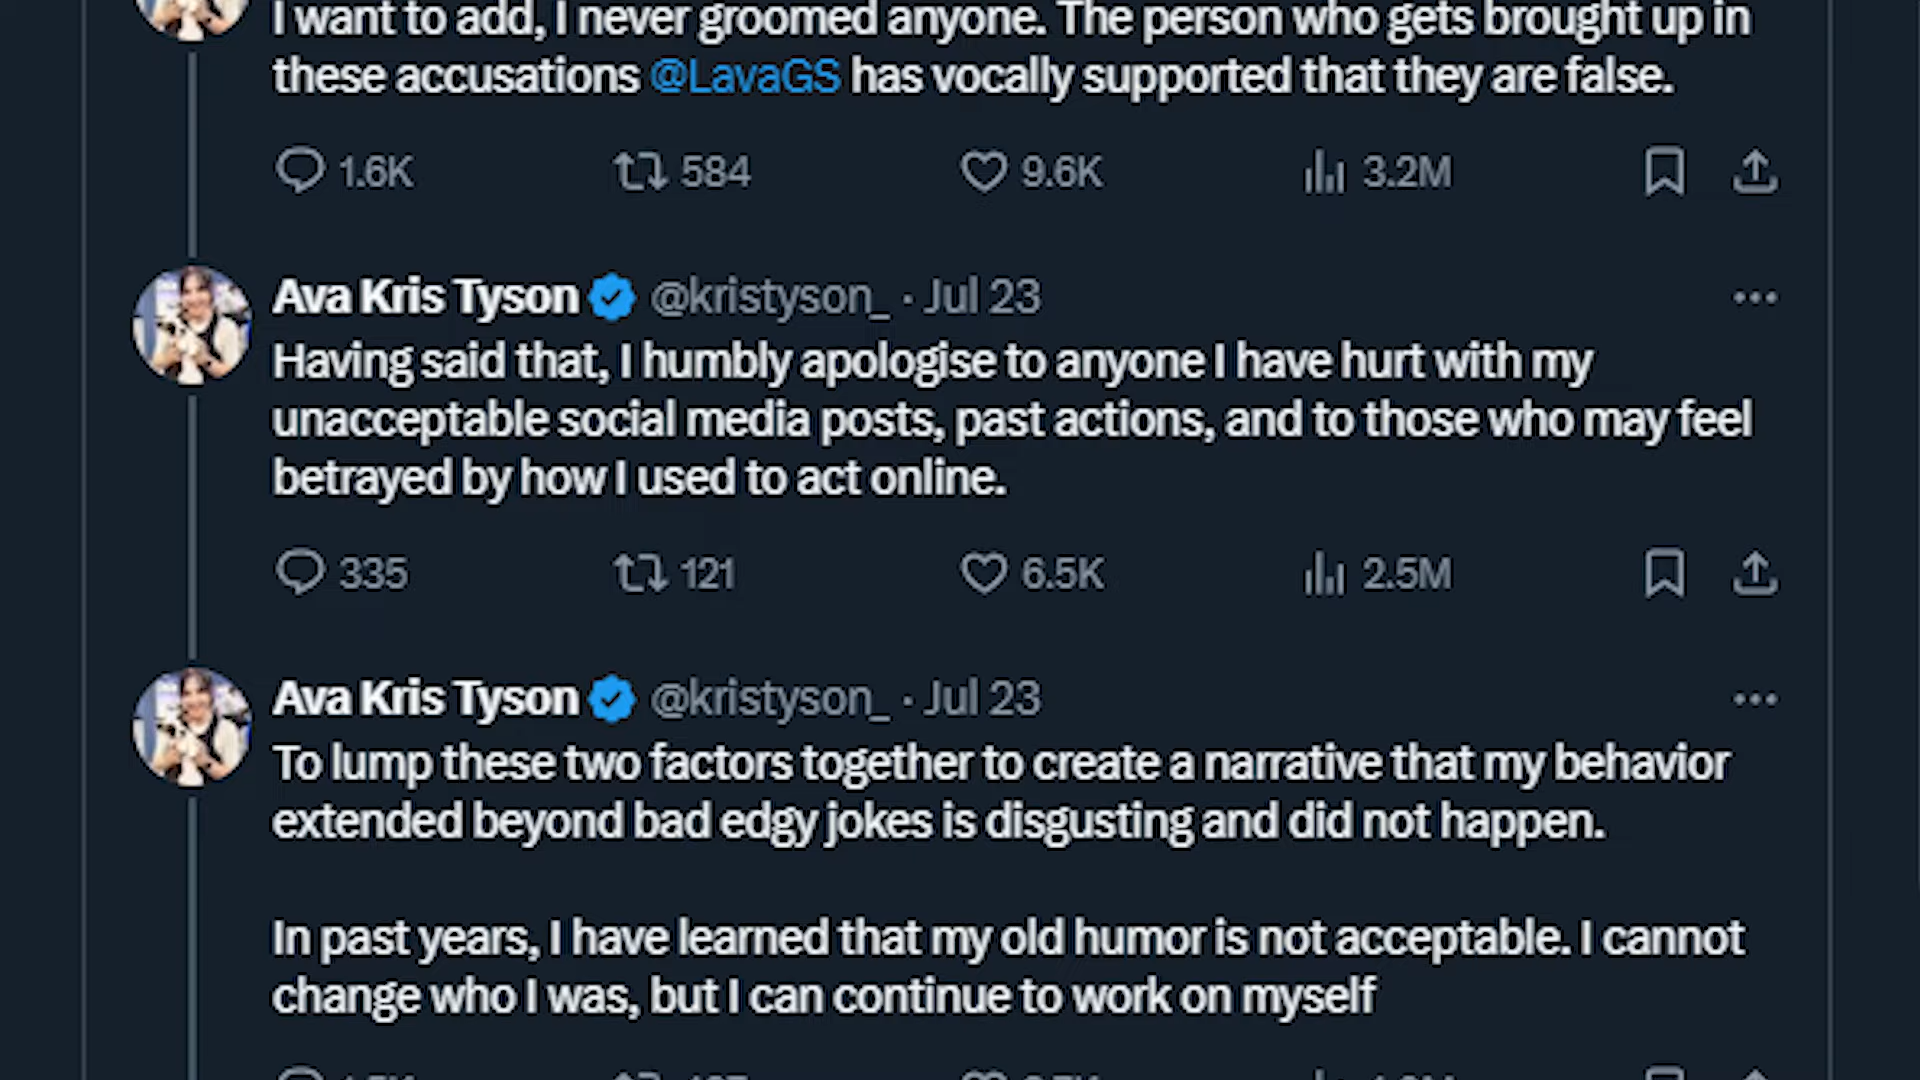 I want to add, I never groomed anyone. The person who gets brought up in
these accusations @LavaGS has vocally supported that they are false.
1.6K 584 9.6K 3.2M
Ava Kris Tyson @kristyson_ · Jul 23
Having said that, I humbly apologise to anyone I have hurt with my
unacceptable social media posts, past actions, and to those who may feel
betrayed by how I used to act online.
335 121 6.5K 2.5M
Ava Kris Tyson @kristyson_ · Jul 23
To lump these two factors together to create a narrative that my behavior
extended beyond bad edgy jokes is disgusting and did not happen.
In past years, I have learned that my old humor is not acceptable. I cannot
change who I was, but I can continue to work on myself